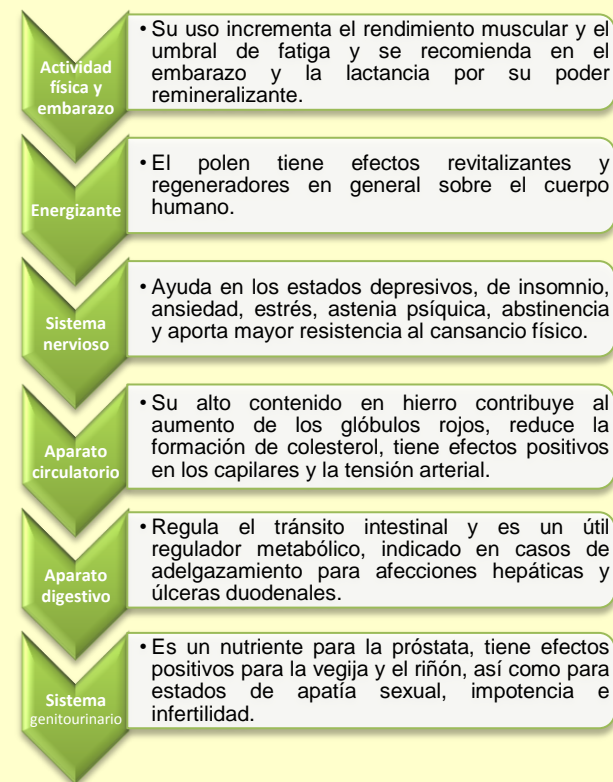 Actividad
física y
embarazo
• Su uso incrementa el rendimiento muscular y el
umbral de fatiga y se recomienda en el
embarazo y la lactancia por su poder
remineralizante.
Energizante
• El polen tiene efectos revitalizantes y
regeneradores en general sobre el cuerpo
humano.
Sistema
nervioso
• Ayuda en los estados depresivos, de insomnio,
ansiedad, estrés, astenia psíquica, abstinencia
y aporta mayor resistencia al cansancio físico.
Aparato
circulatorio
• Su alto contenido en hierro contribuye al
aumento de los glóbulos rojos, reduce la
formación de colesterol, tiene efectos positivos
en los capilares y la tensión arterial.
Aparato
digestivo
• Regula el tránsito intestinal y es un útil
regulador metabólico, indicado en casos de
adelgazamiento para afecciones hepáticas y
úlceras duodenales.
Sistema
genitourinario
• Es un nutriente para la próstata, tiene efectos
positivos para la vegija y el riñón, así como para
estados de apatía sexual, impotencia e
infertilidad.